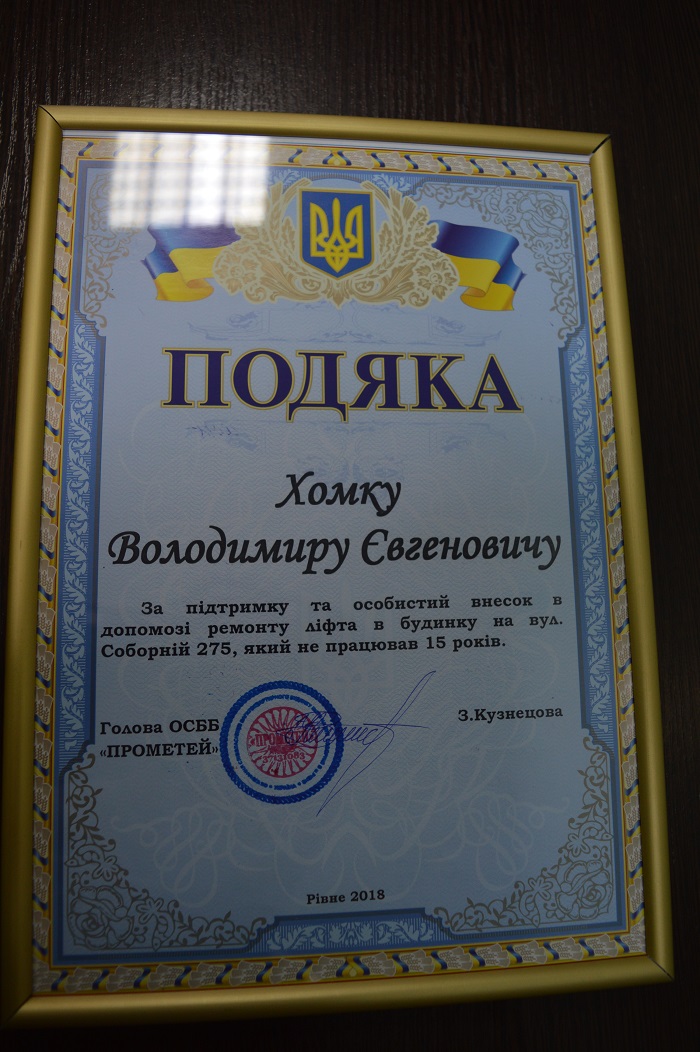 ПОДЯКА
Хомку
Володимиру Євгеновичу
За підтримку та особистий внесок в
допомозі ремонту ліфта в будинку на вул.
Соборній 275, який не працював 15 років.
Голова ОСББ
«ПРОМЕТЕЙ»
З.Кузнецова
Рівне 2018